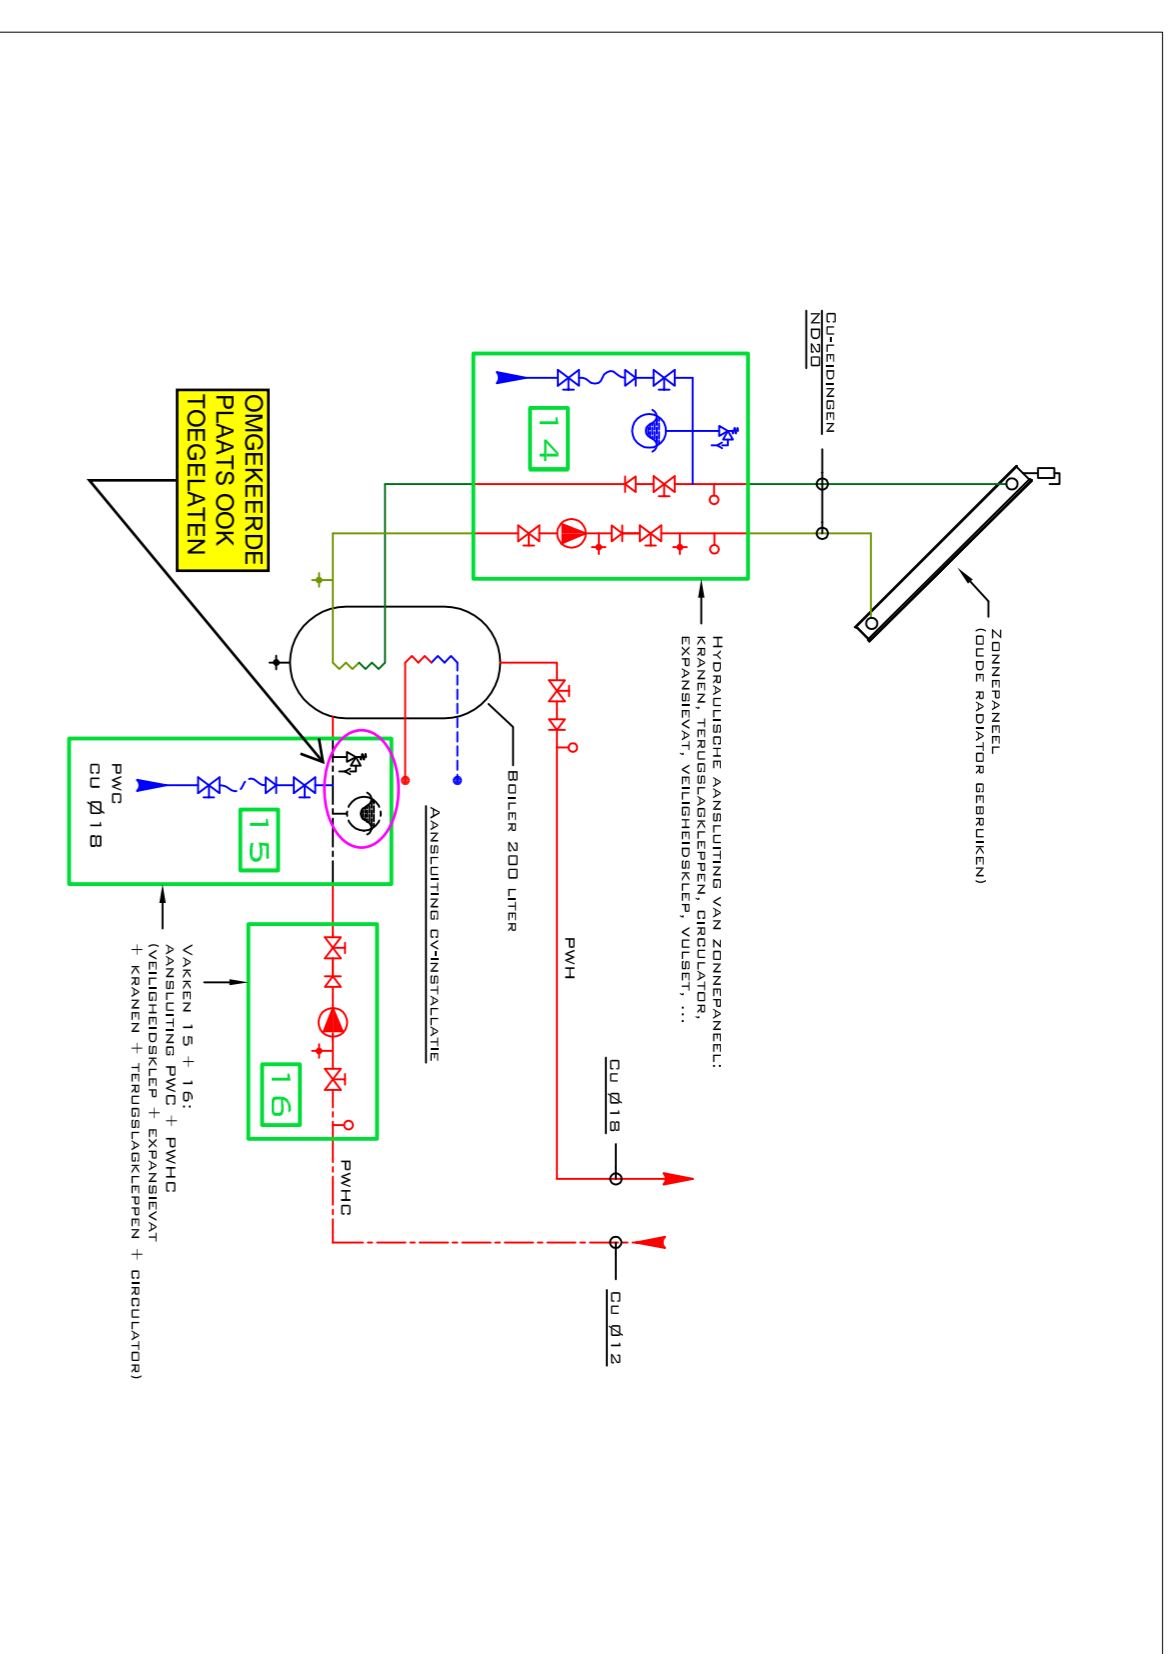 Zonnepaneel
(oude radiator gebruiken)
Cu-leidingen
ND20
Hydraulische aansluiting van zonnepaneel:
kranen, terugslagkleppen, circulator,
expansievat, veiligheidsklep, vulset, ...
14
PWH
Cu Ø18
Cu Ø12
Boiler 200 liter
Aansluiting CV-installatie
PWHC
OMGEKEERDE
PLAATS OOK
TOEGELATEN
15
16
PWC
Cu Ø18
Vakken 15 + 16:
aansluiting PWC + PWHC
(veiligheidsklep + expansievat
+ kranen + terugslagkleppen + circulator)